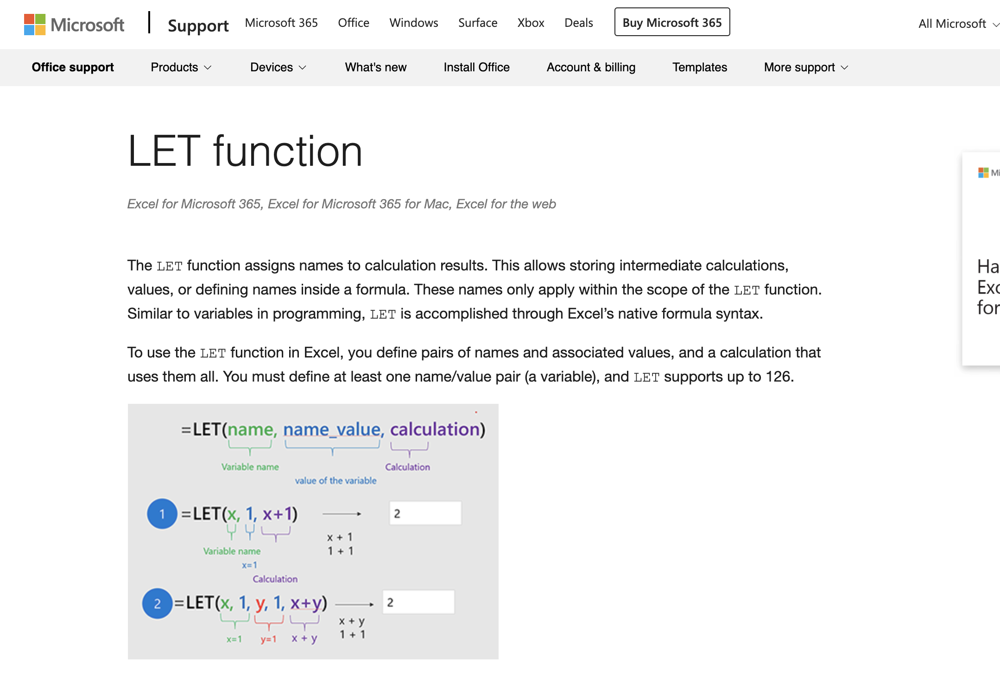 Microsoft | Support Microsoft 365 Office Windows Surface Xbox Deals Buy Microsoft 365 All Microsoft
Office support Products Devices What's new Install Office Account & billing Templates More support
LET function
Excel for Microsoft 365, Excel for Microsoft 365 for Mac, Excel for the web
The LET function assigns names to calculation results. This allows storing intermediate calculations,
values, or defining names inside a formula. These names only apply within the scope of the LET function.
Similar to variables in programming, LET is accomplished through Excel’s native formula syntax.
To use the LET function in Excel, you define pairs of names and associated values, and a calculation that
uses them all. You must define at least one name/value pair (a variable), and LET supports up to 126.
=LET(name, name_value, calculation)
Variable name Calculation
value of the variable
1 =LET(x, 1, x+1) 2
x + 1
1 + 1
Variable name
x=1
Calculation
2 =LET(x, 1, y, 1, x+y) 2
x + y
1 + 1
x=1 y=1 x + y